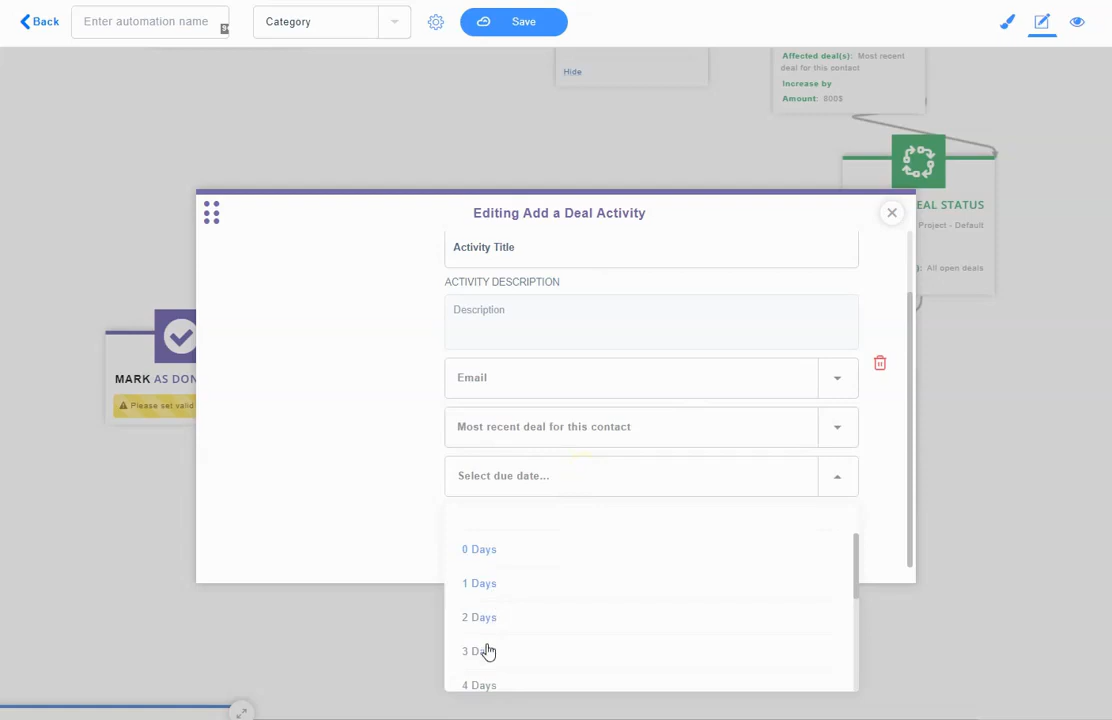 Back
Enter automation name
Category
Save
Hide
Affected deal(s): Most recent
deal for this contact
Increase by
Amount: 800$
EAL STATUS
Project - Default
): All open deals
MARK AS DON
Please set valid
Editing Add a Deal Activity
Activity Title
ACTIVITY DESCRIPTION
Description
Email
Most recent deal for this contact
Select due date...
0 Days
1 Days
2 Days
3 Days
4 Days